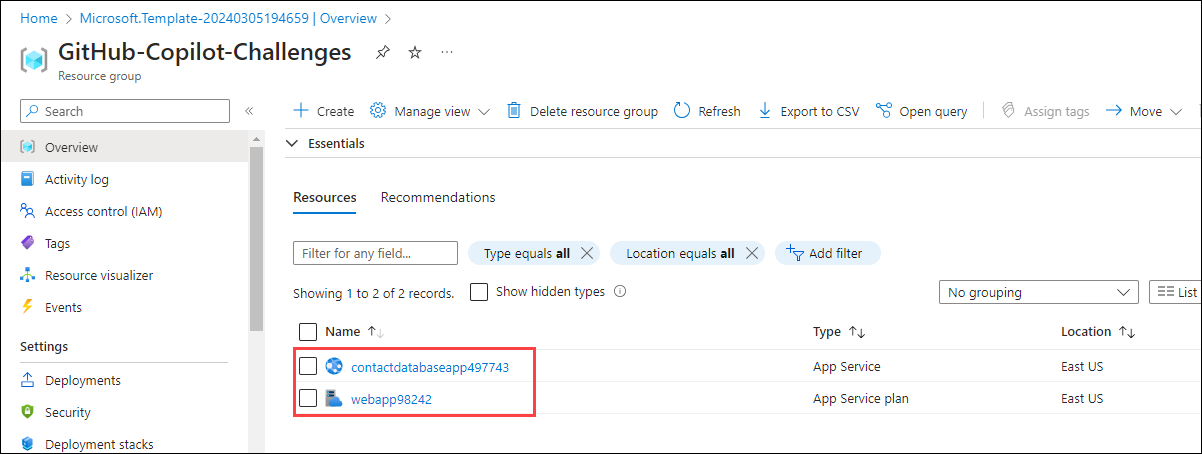 Home > Microsoft.Template-20240305194659 | Overview >
GitHub-Copilot-Challenges
Resource group
Search
Create Manage view Delete resource group Refresh Export to CSV Open query Assign tags Move
Essentials
Overview
Activity log
Access control (IAM)
Tags
Resource visualizer
Events
Settings
Deployments
Security
Deployment stacks
Resources Recommendations
Filter for any field... Type equals all Location equals all Add filter
Showing 1 to 2 of 2 records. Show hidden types No grouping List
Name Type Location
contactdatabaseapp497743 App Service East US
webapp98242 App Service plan East US